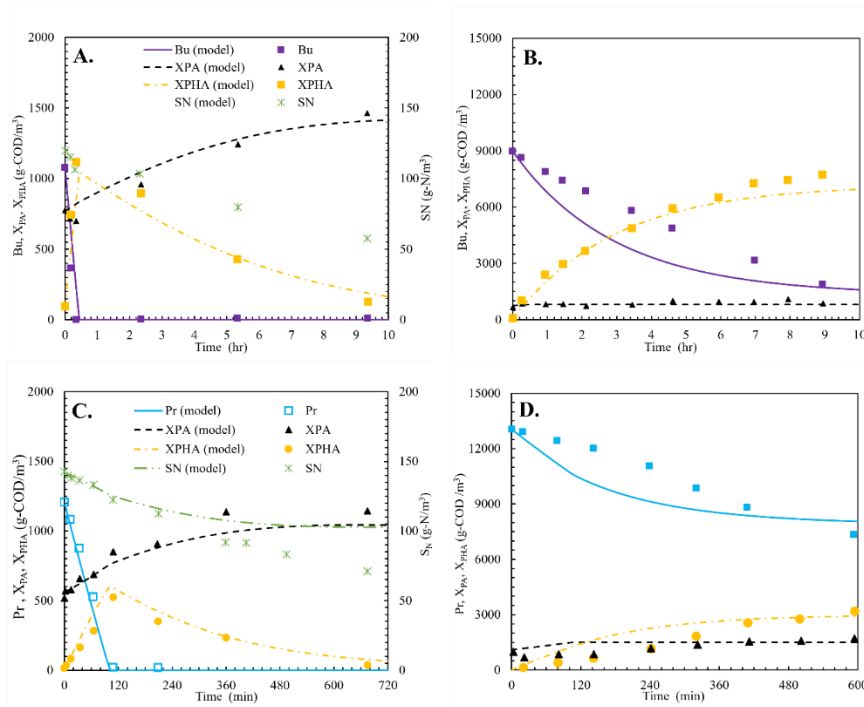 A.
Bu (model) Bu
XPA (model) XPA
XPHA (model) XPHA
SN (model) SN
Bu, XPA, XPHA (g-COD/m³)
2000
1500
1000
500
0
200
150
100
50
0
SN (g-N/m³)
0 1 2 3 4 5 6 7 8 9 10
Time (hr)
B.
Bu, XPA, XPHA (g-COD /m³)
15000
12000
9000
6000
3000
0
0 1 2 3 4 5 6 7 8 9 10
Time (hr)
C.
Pr (model) Pr
XPA (model) XPA
XPHA (model) XPHA
SN (model) SN
Pr , XPA, XPHA (g-COD/m³)
2000
1500
1000
500
0
200
150
100
50
0
SN (g-N/m³)
0 120 240 360 480 600 720
Time (min)
D.
Pr, XPA, XPHA (g-COD /m³)
15000
12000
9000
6000
3000
0
0 100 200 300 400 500 600
Time (min)